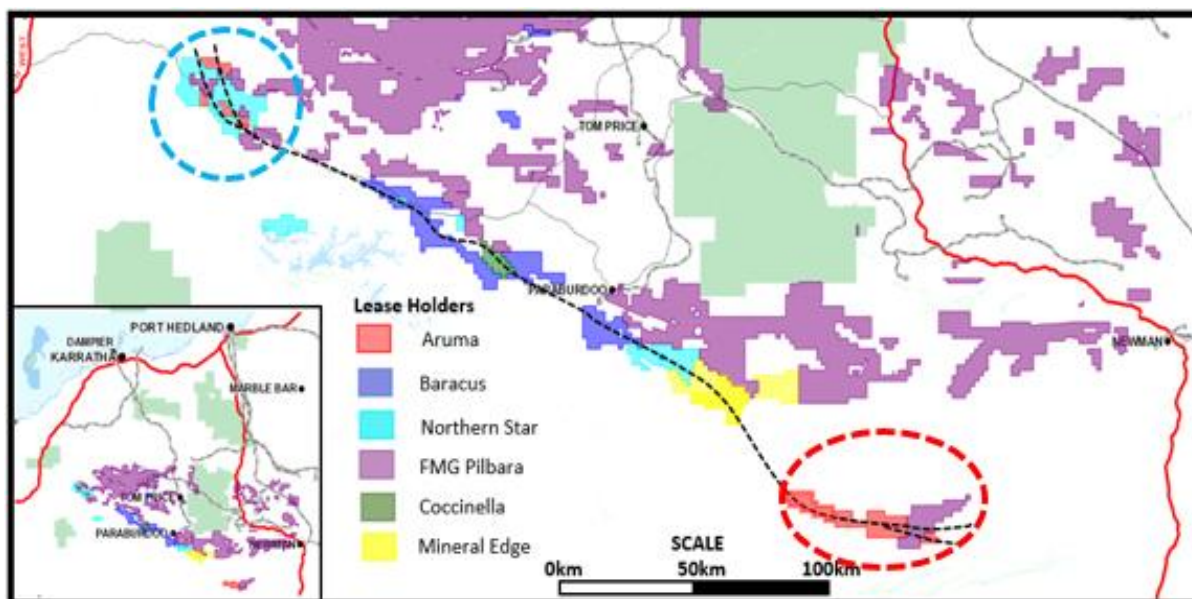 WEST
TOM PRICE
PARABURDOO
NEWMAN
Lease Holders
Aruma
Baracus
Northern Star
FMG Pilbara
Coccinella
Mineral Edge
SCALE
0km 50km 100km
PORT HEDLAND
DAMPIER
KARRATHA
MARBLE BAR
TOM PRICE
PARABURDOO